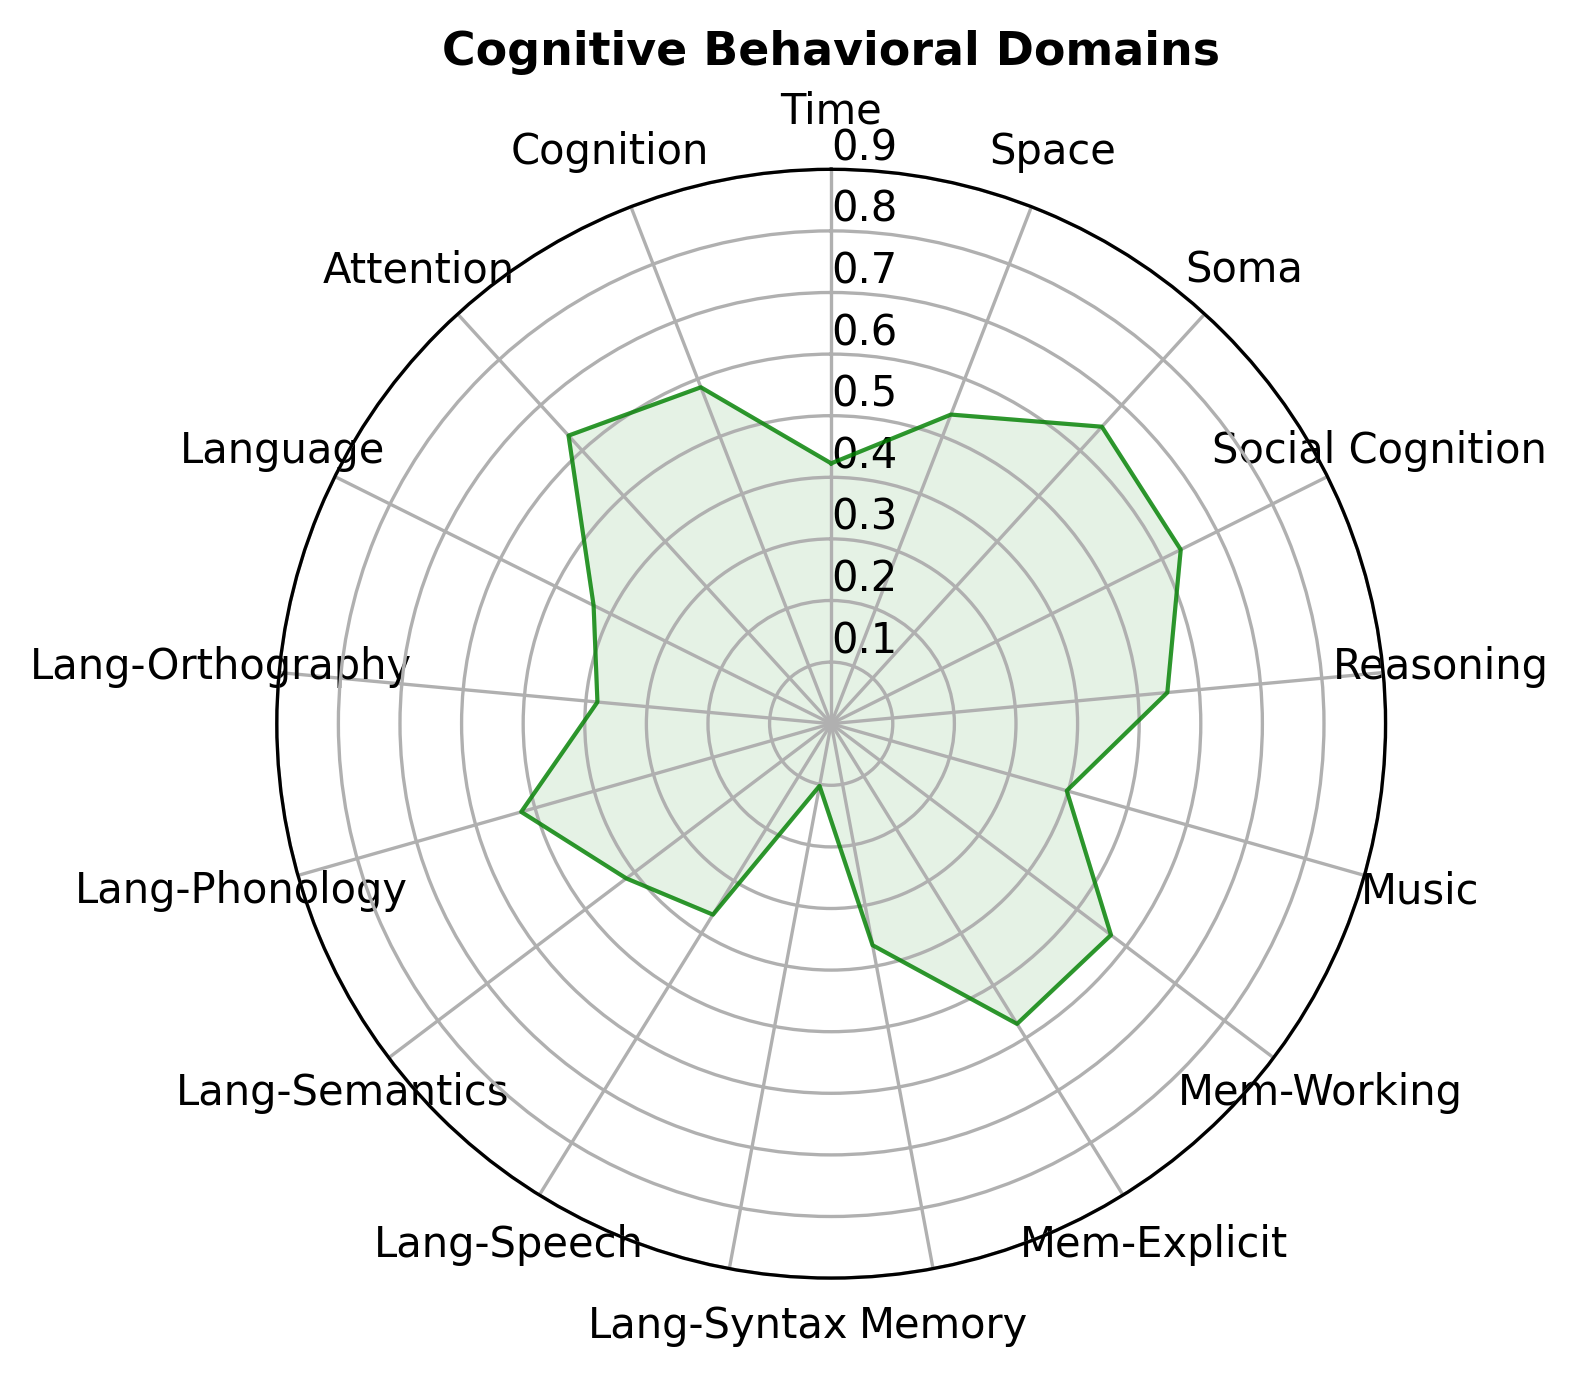 Cognitive Behavioral Domains
Time
0.9
Cognition
Space
0.8
Attention
0.7
Soma
0.6
0.5
Language
0.4
Social Cognition
0.3
0.2
0.1
Lang-Orthography
Reasoning
Lang-Phonology
Music
Lang-Semantics
Mem-Working
Lang-Speech
Mem-Explicit
Lang-Syntax Memory